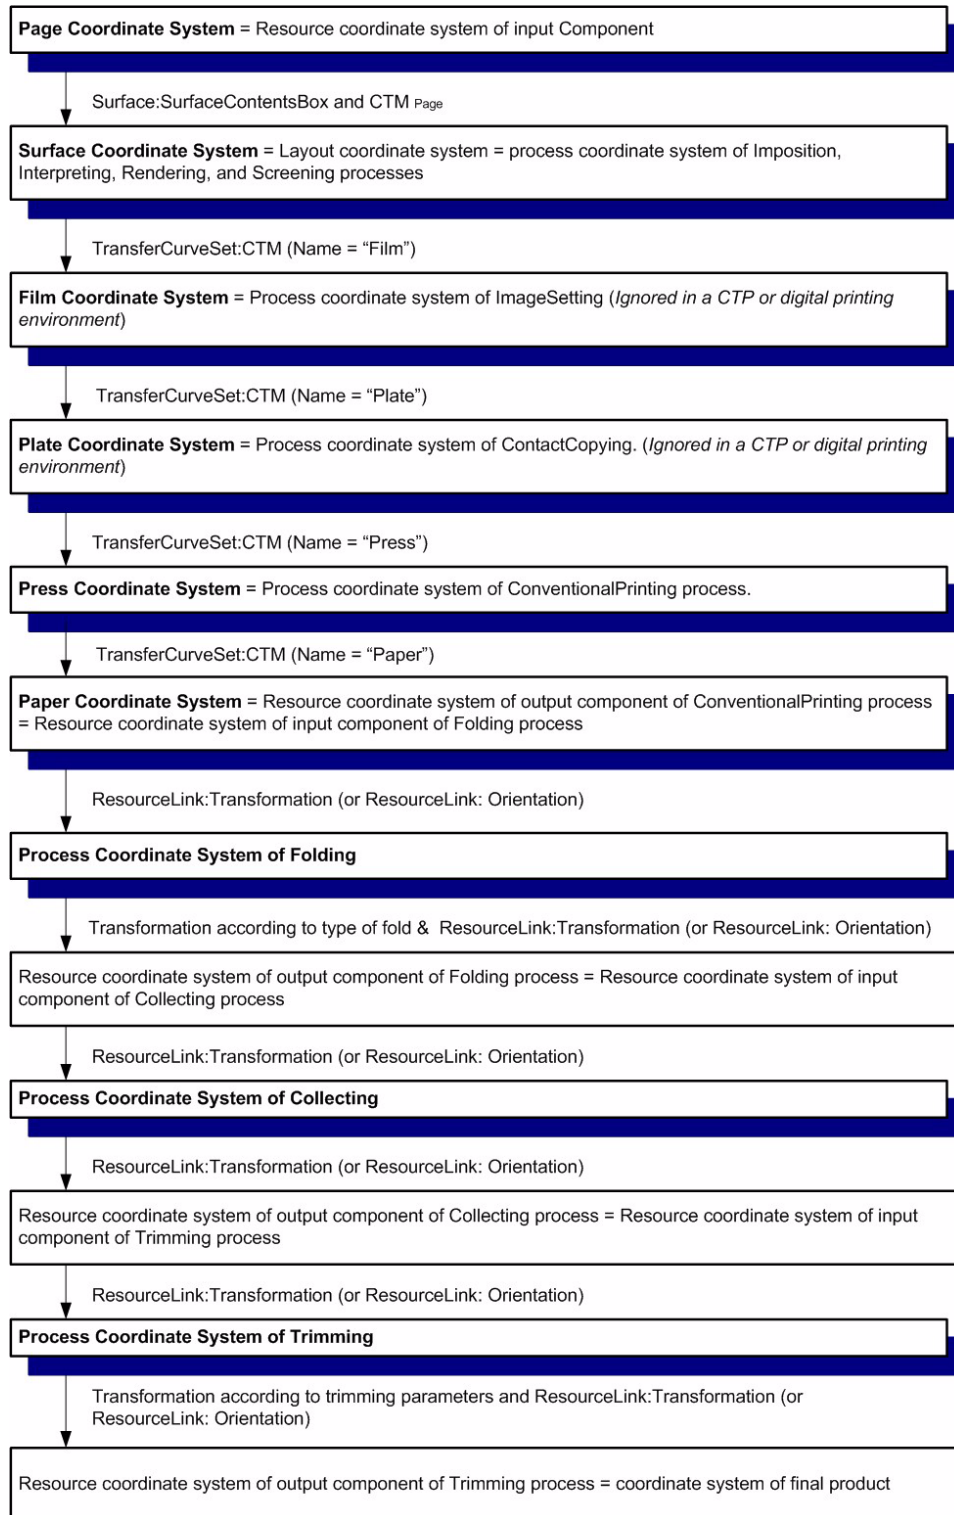 Page Coordinate System = Resource coordinate system of input Component
Surface:SurfaceContentsBox and CTM Page
Surface Coordinate System = Layout coordinate system = process coordinate system of Imposition,
Interpreting, Rendering, and Screening processes
TransferCurveSet:CTM (Name = “Film”)
Film Coordinate System = Process coordinate system of ImageSetting (Ignored in a CTP or digital printing
environment)
TransferCurveSet:CTM (Name = “Plate”)
Plate Coordinate System = Process coordinate system of ContactCopying. (Ignored in a CTP or digital printing
environment)
TransferCurveSet:CTM (Name = “Press”)
Press Coordinate System = Process coordinate system of ConventionalPrinting process.
TransferCurveSet:CTM (Name = “Paper”)
Paper Coordinate System = Resource coordinate system of output component of ConventionalPrinting process
= Resource coordinate system of input component of Folding process
ResourceLink:Transformation (or ResourceLink: Orientation)
Process Coordinate System of Folding
Transformation according to type of fold & ResourceLink:Transformation (or ResourceLink: Orientation)
Resource coordinate system of output component of Folding process = Resource coordinate system of input
component of Collecting process
ResourceLink:Transformation (or ResourceLink: Orientation)
Process Coordinate System of Collecting
ResourceLink:Transformation (or ResourceLink: Orientation)
Resource coordinate system of output component of Collecting process = Resource coordinate system of input
component of Trimming process
ResourceLink:Transformation (or ResourceLink: Orientation)
Process Coordinate System of Trimming
Transformation according to trimming parameters and ResourceLink:Transformation (or
ResourceLink: Orientation)
Resource coordinate system of output component of Trimming process = coordinate system of final product